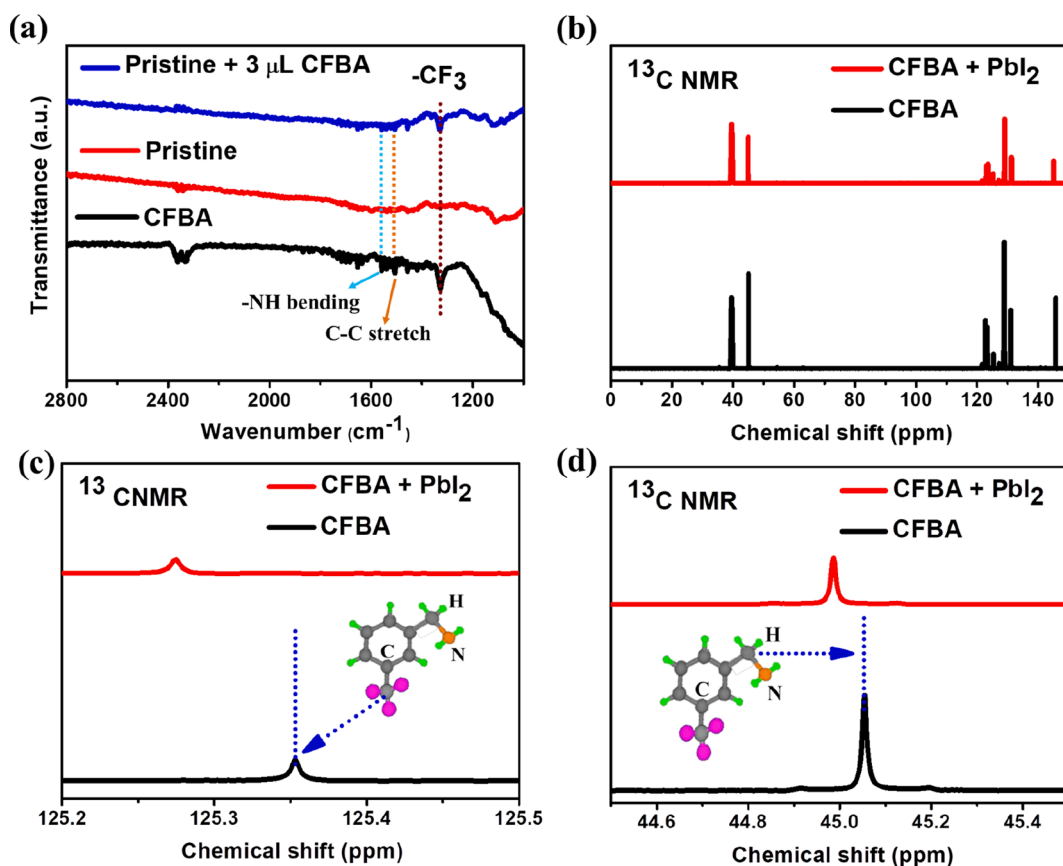 (a)
Pristine + 3 μL CFBA
-CF3
Pristine
CFBA
-NH bending
C-C stretch
Transmittance (a.u.)
2800 2400 2000 1600 1200
Wavenumber (cm-1)
(b)
13C NMR
CFBA + PbI2
CFBA
0 20 40 60 80 100 120 140
Chemical shift (ppm)
(c)
13 CNMR
CFBA + PbI2
CFBA
H
C
N
125.2 125.3 125.4 125.5
Chemical shift (ppm)
(d)
13C NMR
CFBA + PbI2
CFBA
H
C
N
44.6 44.8 45.0 45.2 45.4
Chemical shift (ppm)